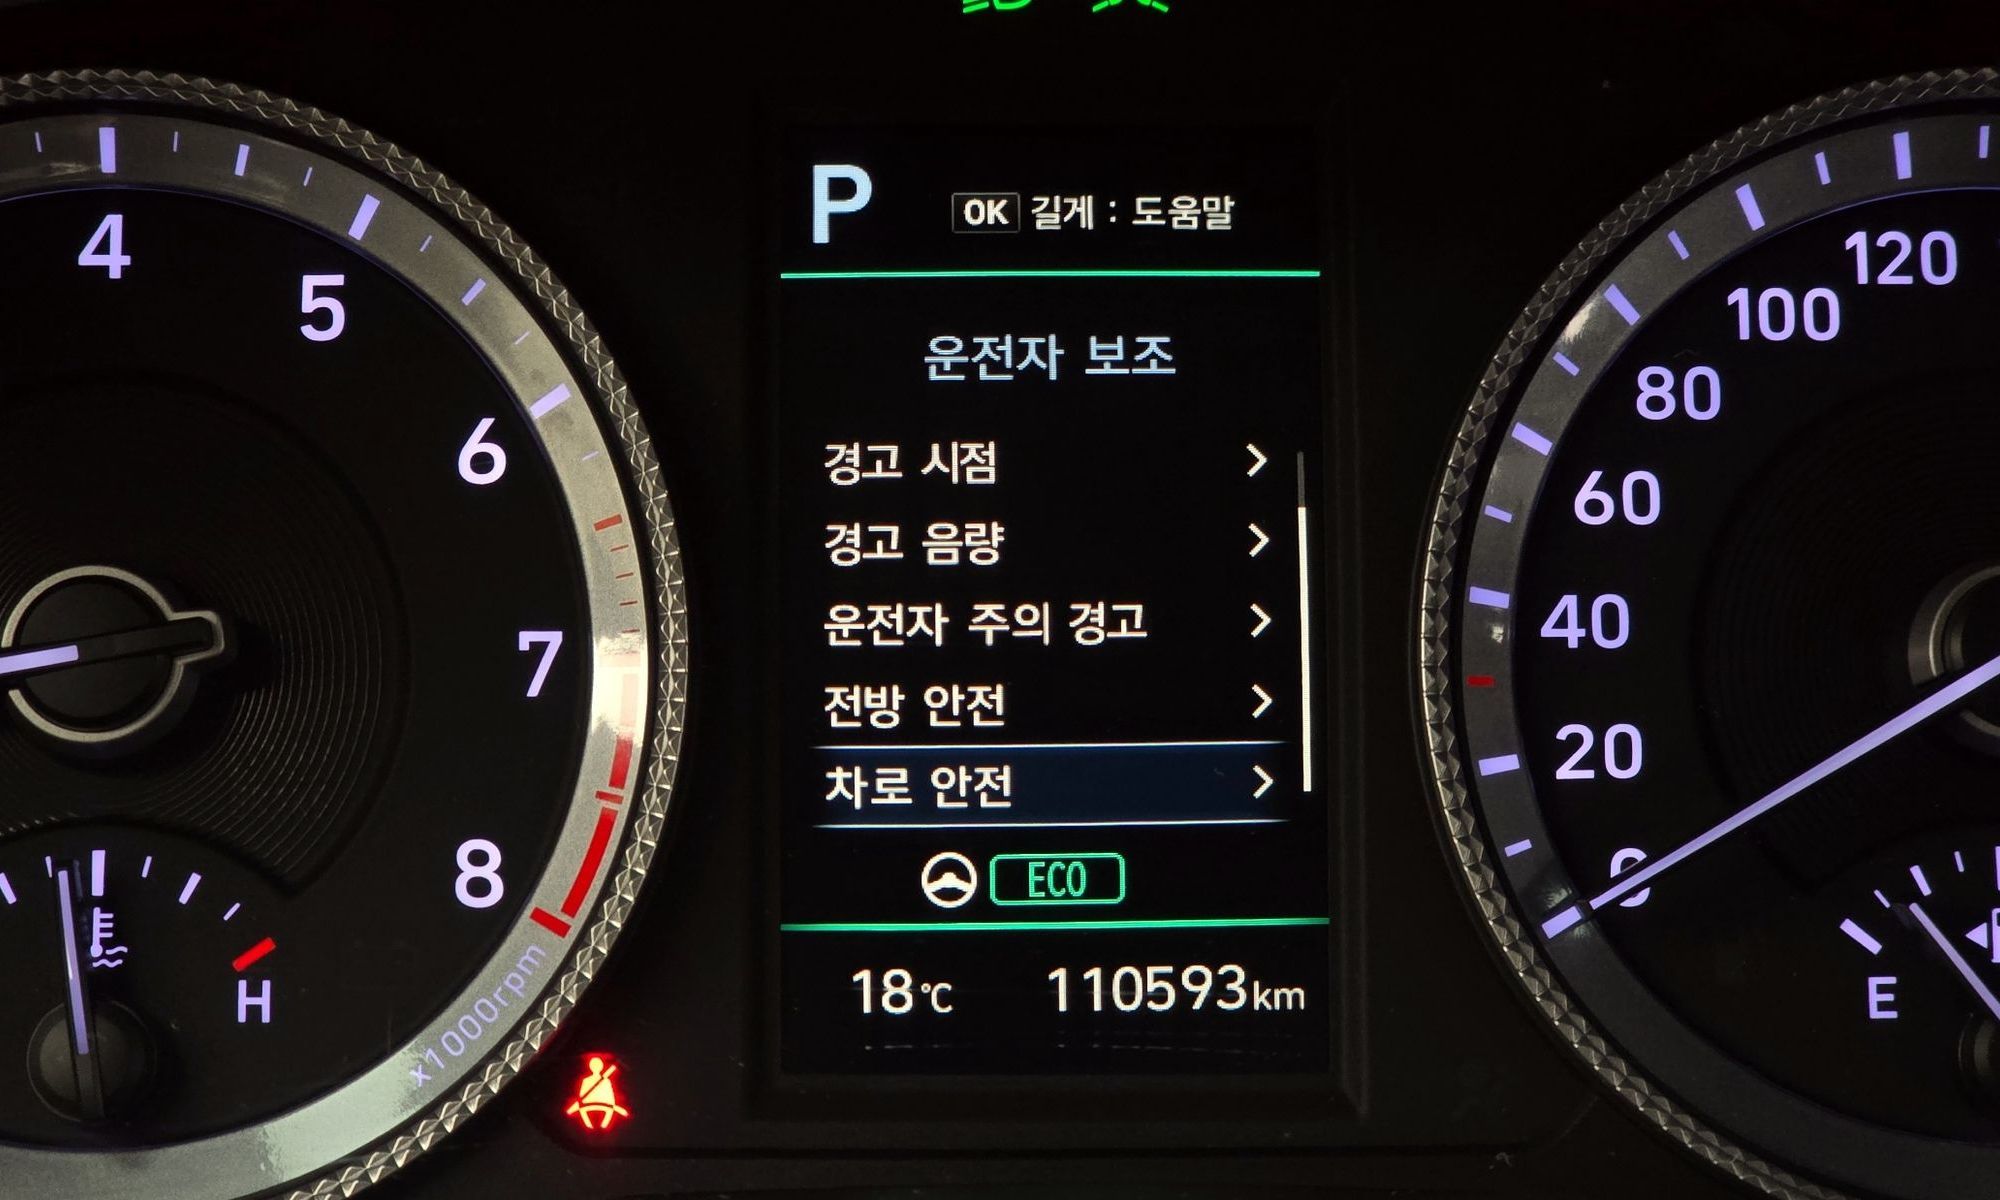 P
OK 길게 : 도움말
운전자 보조
경고 시점
경고 음량
운전자 주의 경고
전방 안전
차로 안전
ECO
18℃ 110593km
4
5
6
7
8
x1000rpm
H
120
100
80
60
40
20
0
E